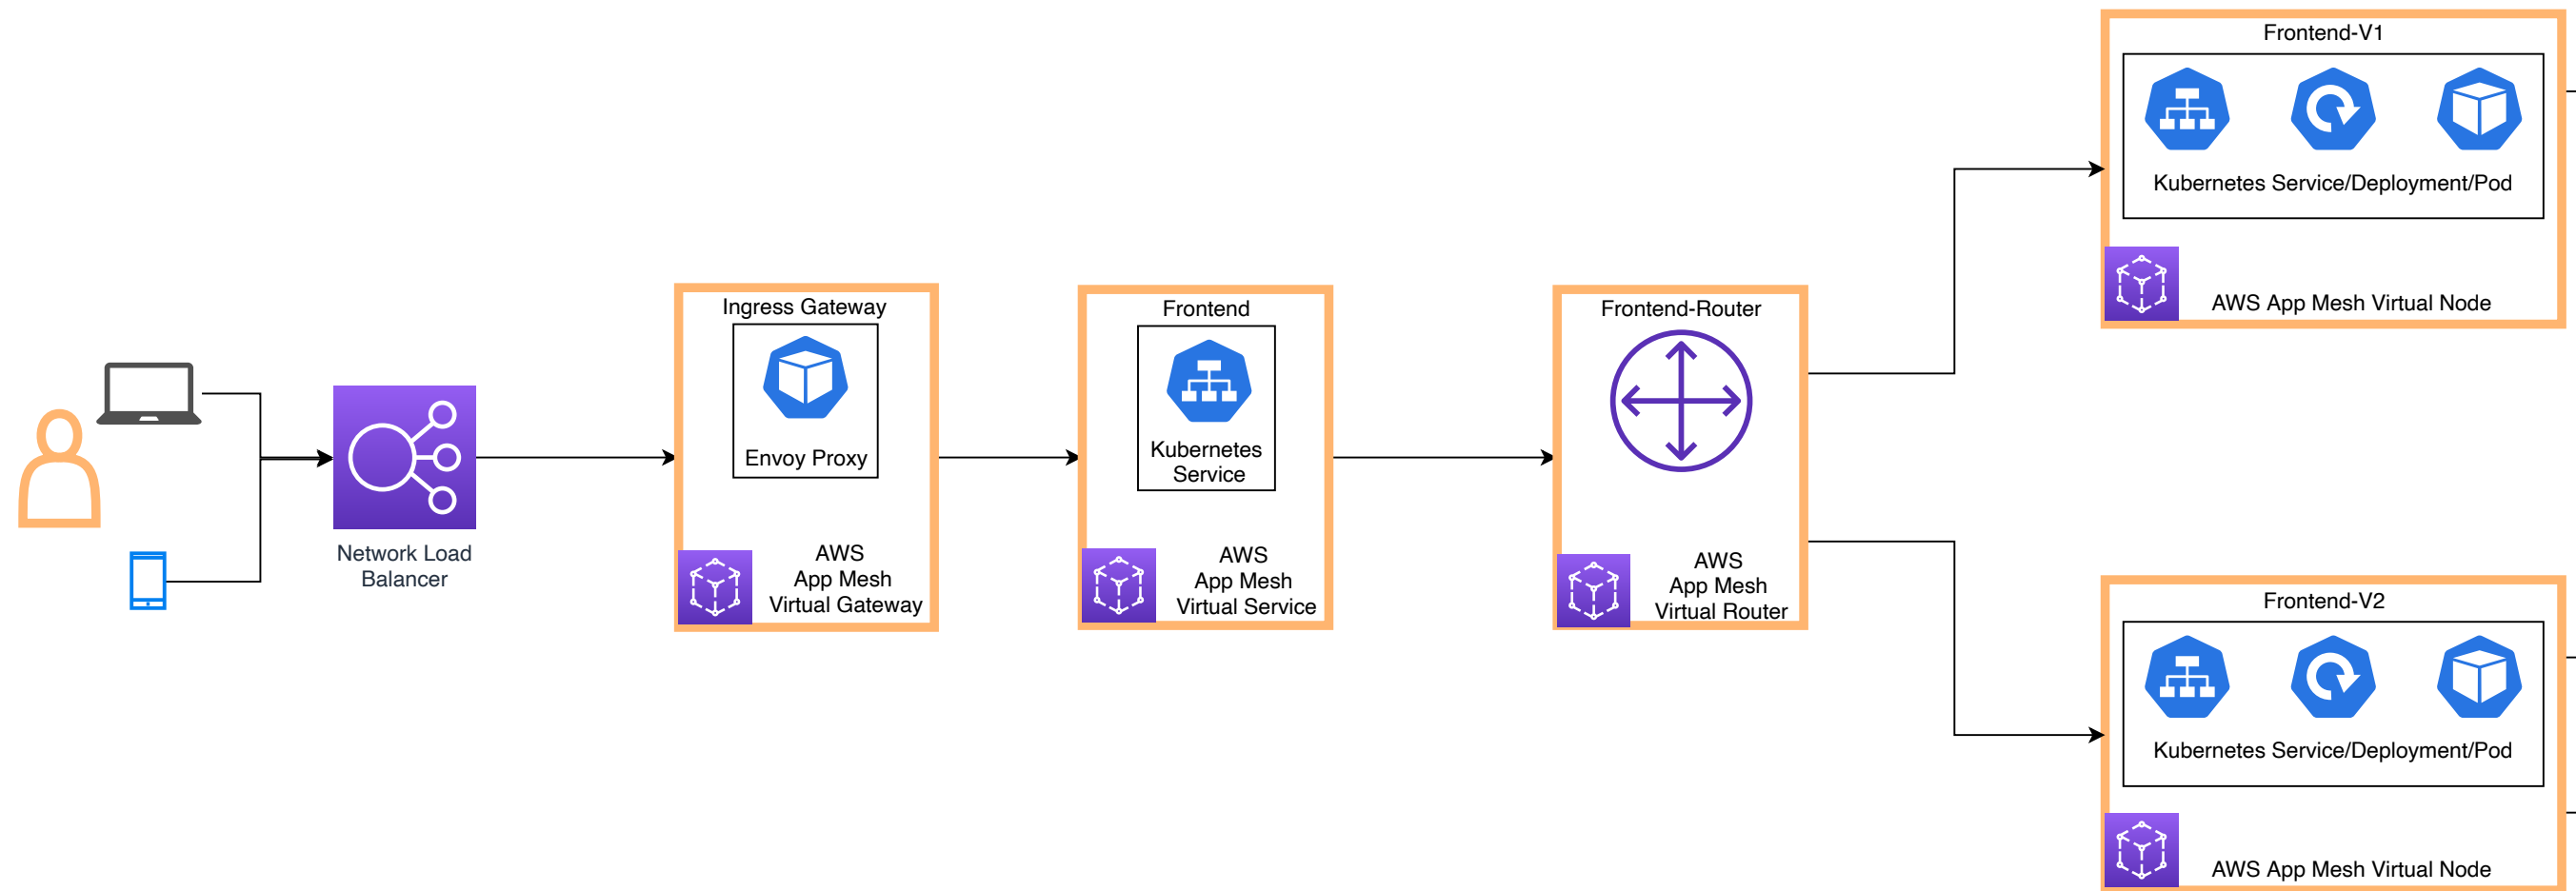 Network Load
Balancer
Ingress Gateway
Envoy Proxy
AWS
App Mesh
Virtual Gateway
Frontend
Kubernetes
Service
AWS
App Mesh
Virtual Service
Frontend-Router
AWS
App Mesh
Virtual Router
Frontend-V1
Kubernetes Service/Deployment/Pod
AWS App Mesh Virtual Node
Frontend-V2
Kubernetes Service/Deployment/Pod
AWS App Mesh Virtual Node